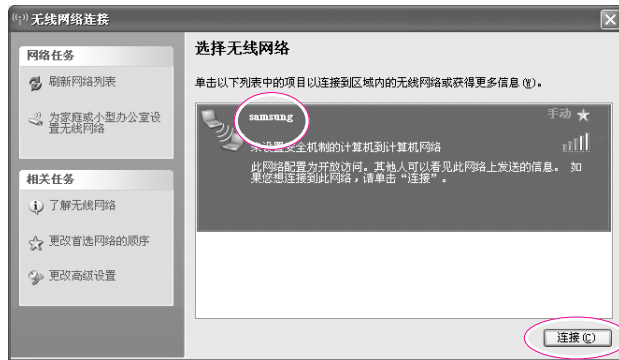 无线网络连接
网络任务
刷新网络列表
为家庭或小型办公室设
置无线网络
相关任务
了解无线网络
更改首选网络的顺序
更改高级设置
选择无线网络
单击以下列表中的项目以连接到区域内的无线网络或获得更多信息(W)。
samsung
手动
未设置安全机制的计算机到计算机网络
此网络配置为开放访问。其他人可以看见此网络上发送的信息。 如
果您想连接到此网络，请单击“连接”。
连接(C)